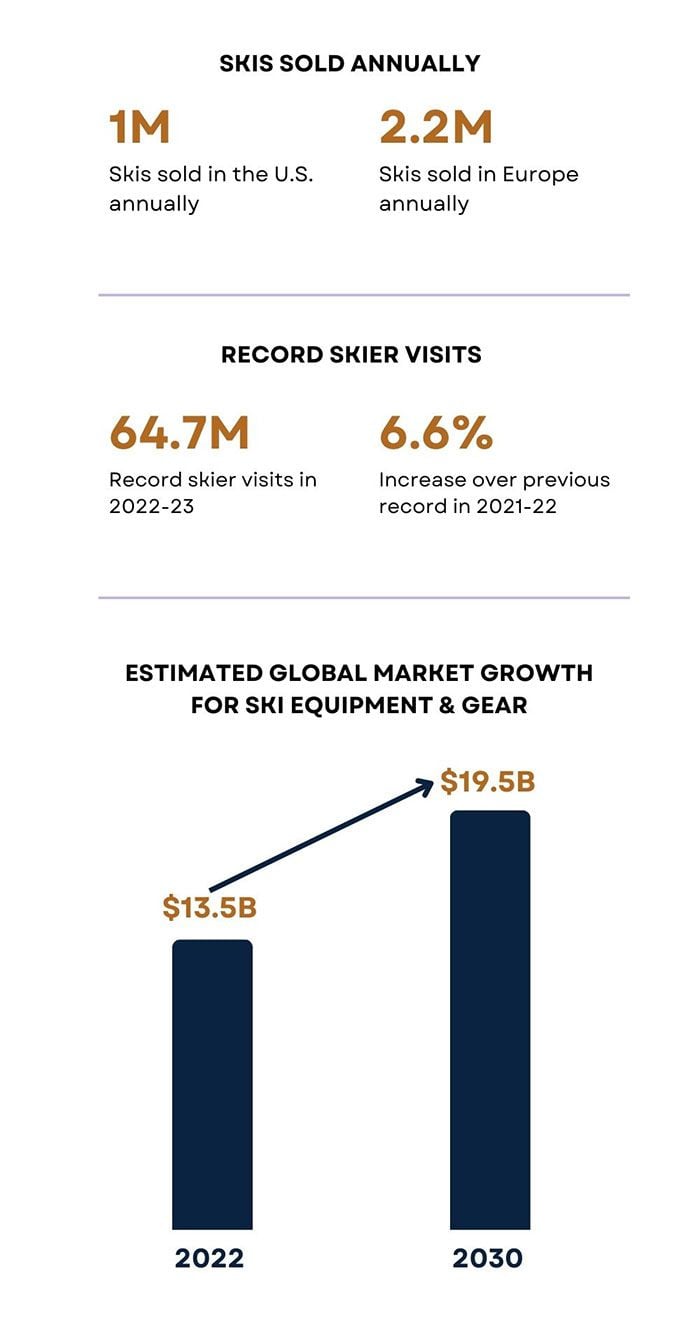 SKIS SOLD ANNUALLY
1M
Skis sold in the U.S.
annually
2.2M
Skis sold in Europe
annually
RECORD SKIER VISITS
64.7M
Record skier visits in
2022-23
6.6%
Increase over previous
record in 2021-22
ESTIMATED GLOBAL MARKET GROWTH
FOR SKI EQUIPMENT & GEAR
$19.5B
$13.5B
2022
2030